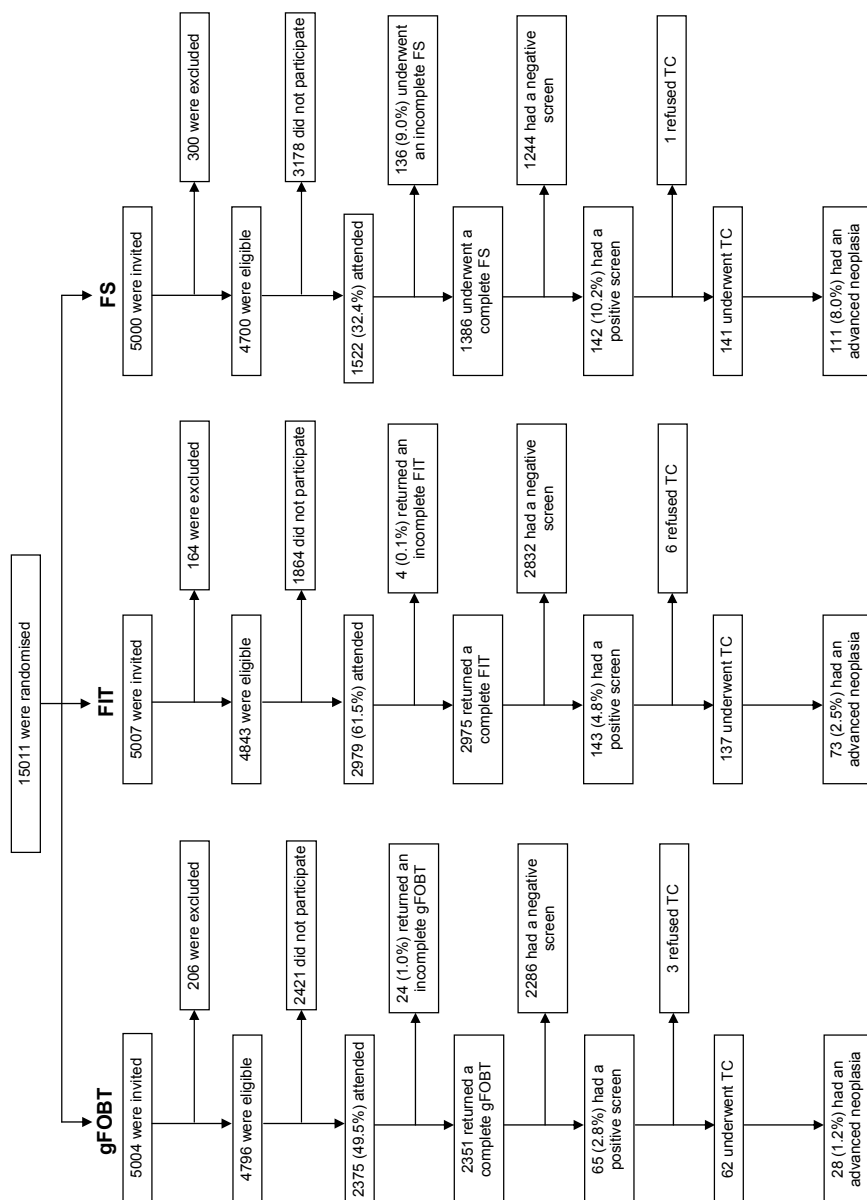 15011 were randomised
gFOBT
5004 were invited
206 were excluded
4796 were eligible
2421 did not participate
2375 (49.5%) attended
24 (1.0%) returned an
incomplete gFOBT
2351 returned a
complete gFOBT
2286 had a negative
screen
65 (2.8%) had a
positive screen
3 refused TC
62 underwent TC
28 (1.2%) had an
advanced neoplasia
FIT
5007 were invited
164 were excluded
4843 were eligible
1864 did not participate
2979 (61.5%) attended
4 (0.1%) returned an
incomplete FIT
2975 returned a
complete FIT
2832 had a negative
screen
143 (4.8%) had a
positive screen
6 refused TC
137 underwent TC
73 (2.5%) had an
advanced neoplasia
FS
5000 were invited
300 were excluded
4700 were eligible
3178 did not participate
1522 (32.4%) attended
136 (9.0%) underwent
an incomplete FS
1386 underwent a
complete FS
1244 had a negative
screen
142 (10.2%) had a
positive screen
1 refused TC
141 underwent TC
111 (8.0%) had an
advanced neoplasia